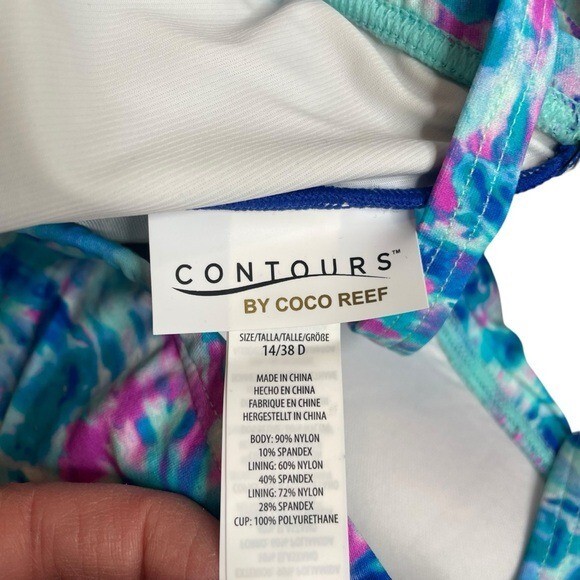 CONTOURS™
BY COCO REEF
SIZE/TALLA/TALLE/GRÖßE
14/38 D
MADE IN CHINA
HECHO EN CHINA
FABRIQUE EN CHINE
HERGESTELLT IN CHINA
BODY: 90% NYLON
10% SPANDEX
LINING: 60% NYLON
40% SPANDEX
LINING: 72% NYLON
28% SPANDEX
CUP: 100% POLYURETHANE